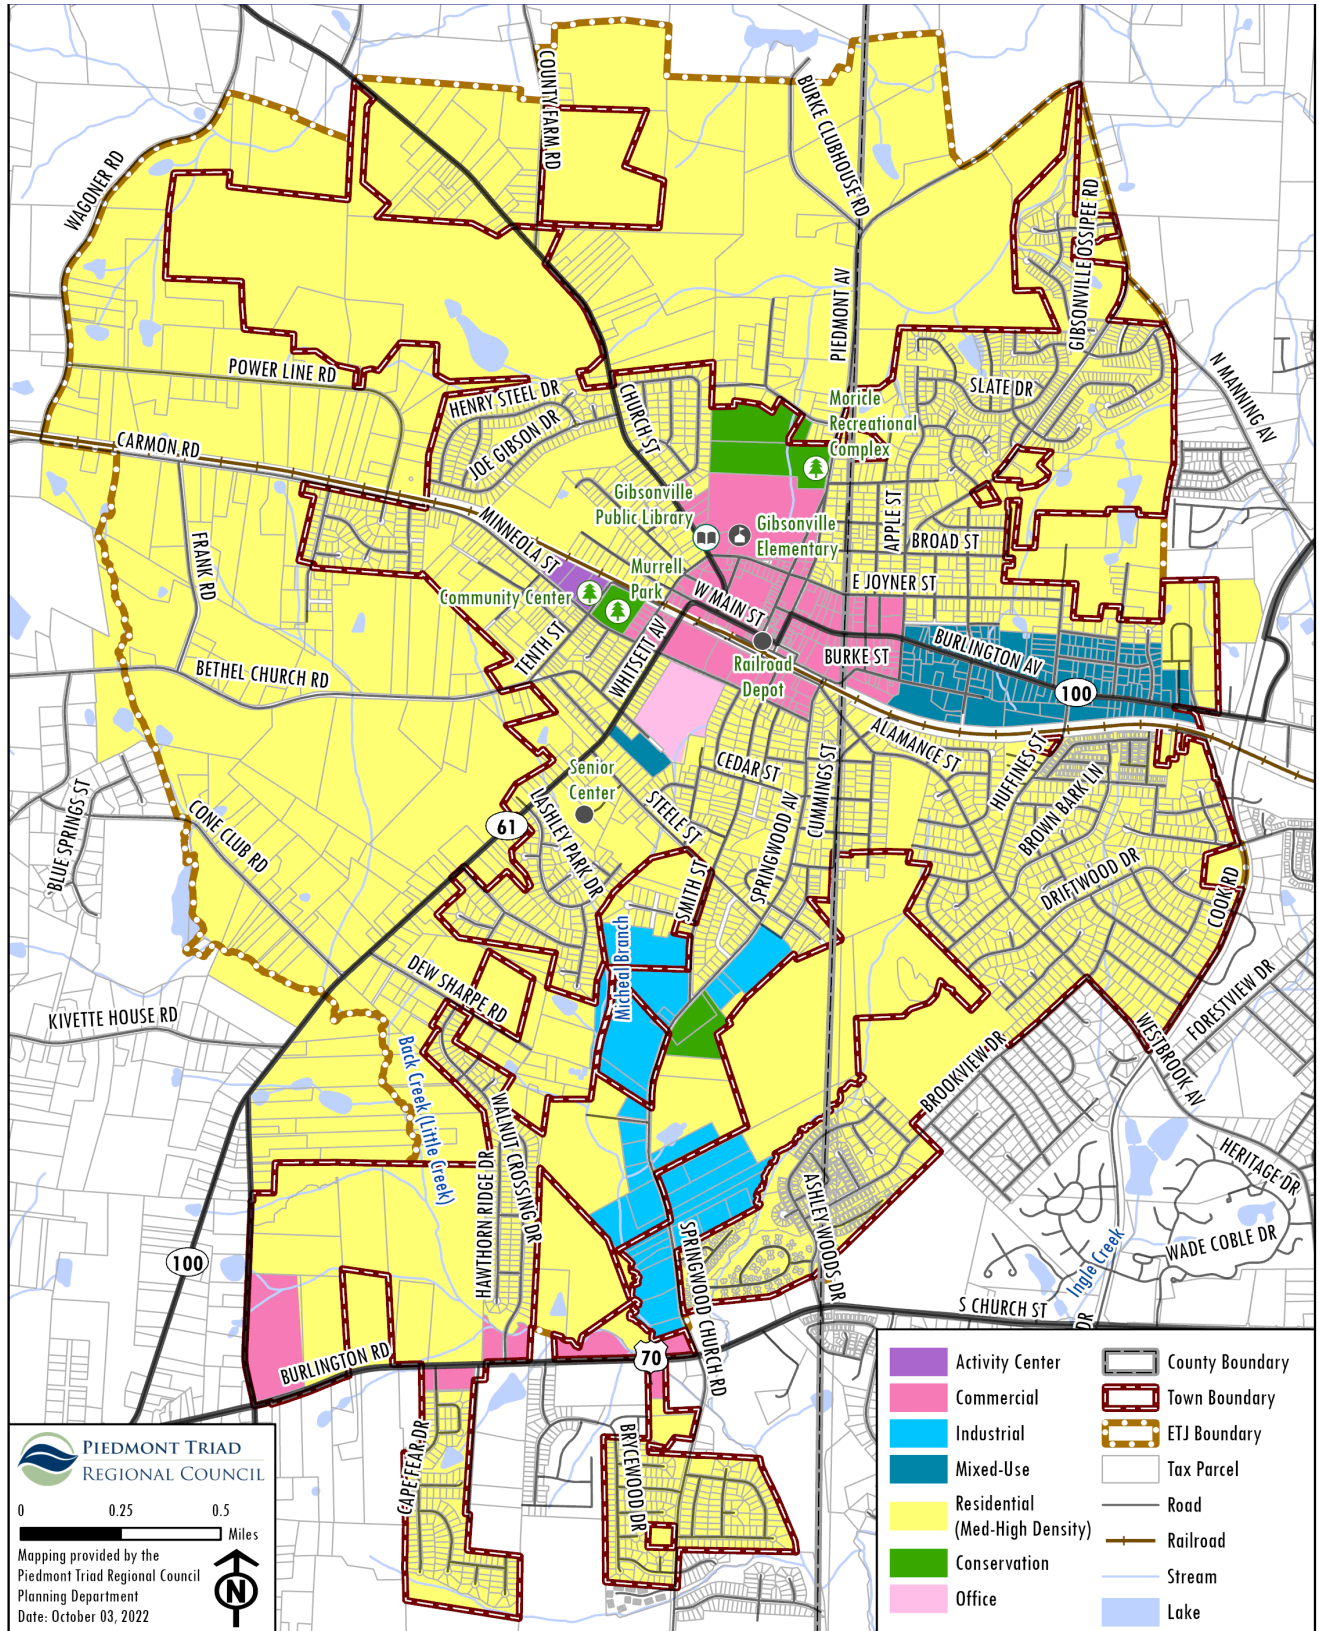 COUNTY FARM RD
BURKE CLUBHOUSE RD
WAGONER RD
GIBSONVILLE OSSIPEE RD
PIEDMONT AV
N MANNING AV
POWER LINE RD
HENRY STEEL DR
JOE GIBSON DR
CHURCH ST
SLATE DR
Moricle
Recreational
Complex
CARMON RD
MINNEOLA ST
Gibsonville
Public Library
Gibsonville
Elementary
APPLE ST
BROAD ST
FRANK RD
Murrell
Park
Community Center
W MAIN ST
E JOYNER ST
TENTH ST
WHITSETT AV
Railroad
Depot
BURKE ST
BURLINGTON AV
100
BETHEL CHURCH RD
ALAMANCE ST
HUFFINES ST
CEDAR ST
CUMMINGS ST
Senior
Center
BLUE SPRINGS ST
CONE CLUB RD
61
LASHLEY PARK DR
STEELE ST
SPRINGWOOD AV
BROWN BARK LN
DRIFTWOOD DR
COOK RD
SMITH ST
Micheal Branch
DEW SHARPE RD
KIVETTE HOUSE RD
FORESTVIEW DR
WESTBROOK AV
BROOKVIEW DR
Back Creek (Little Creek)
WALNUT CROSSING DR
HAWTHORN RIDGE DR
HERITAGE DR
ASHLEY WOODS DR
WADE COBLE DR
Ingle Creek
100
SPRINGWOOD CHURCH RD
S CHURCH ST
DR
BURLINGTON RD
70
CAPE FEAR DR
BRYCEWOOD DR
Activity Center
Commercial
Industrial
Mixed-Use
Residential
(Med-High Density)
Conservation
Office
County Boundary
Town Boundary
ETJ Boundary
Tax Parcel
Road
Railroad
Stream
Lake
PIEDMONT TRIAD
REGIONAL COUNCIL
0 0.25 0.5
Miles
Mapping provided by the
Piedmont Triad Regional Council
Planning Department
Date: October 03, 2022
N